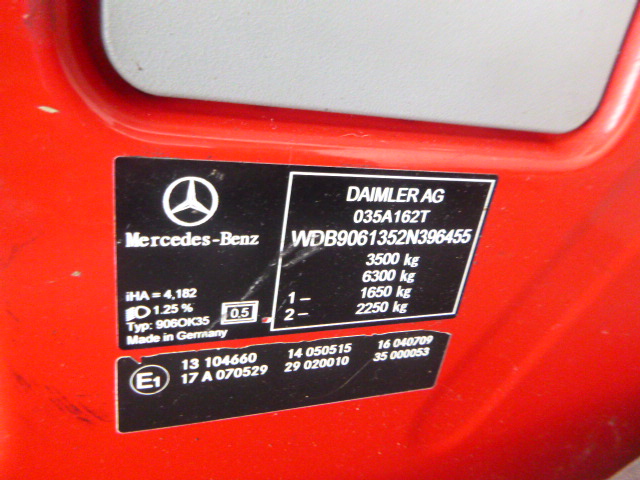 Mercedes-Benz
iHA = 4,182
1.25 %
0.5
Typ: 906OK35
Made in Germany
DAIMLER AG
035A162T
WDB9061352N396455
3500 kg
6300 kg
1– 1650 kg
2– 2250 kg
E1
13 104660 14 050515 16 040709
17 A 070529 29 020010 35 000053